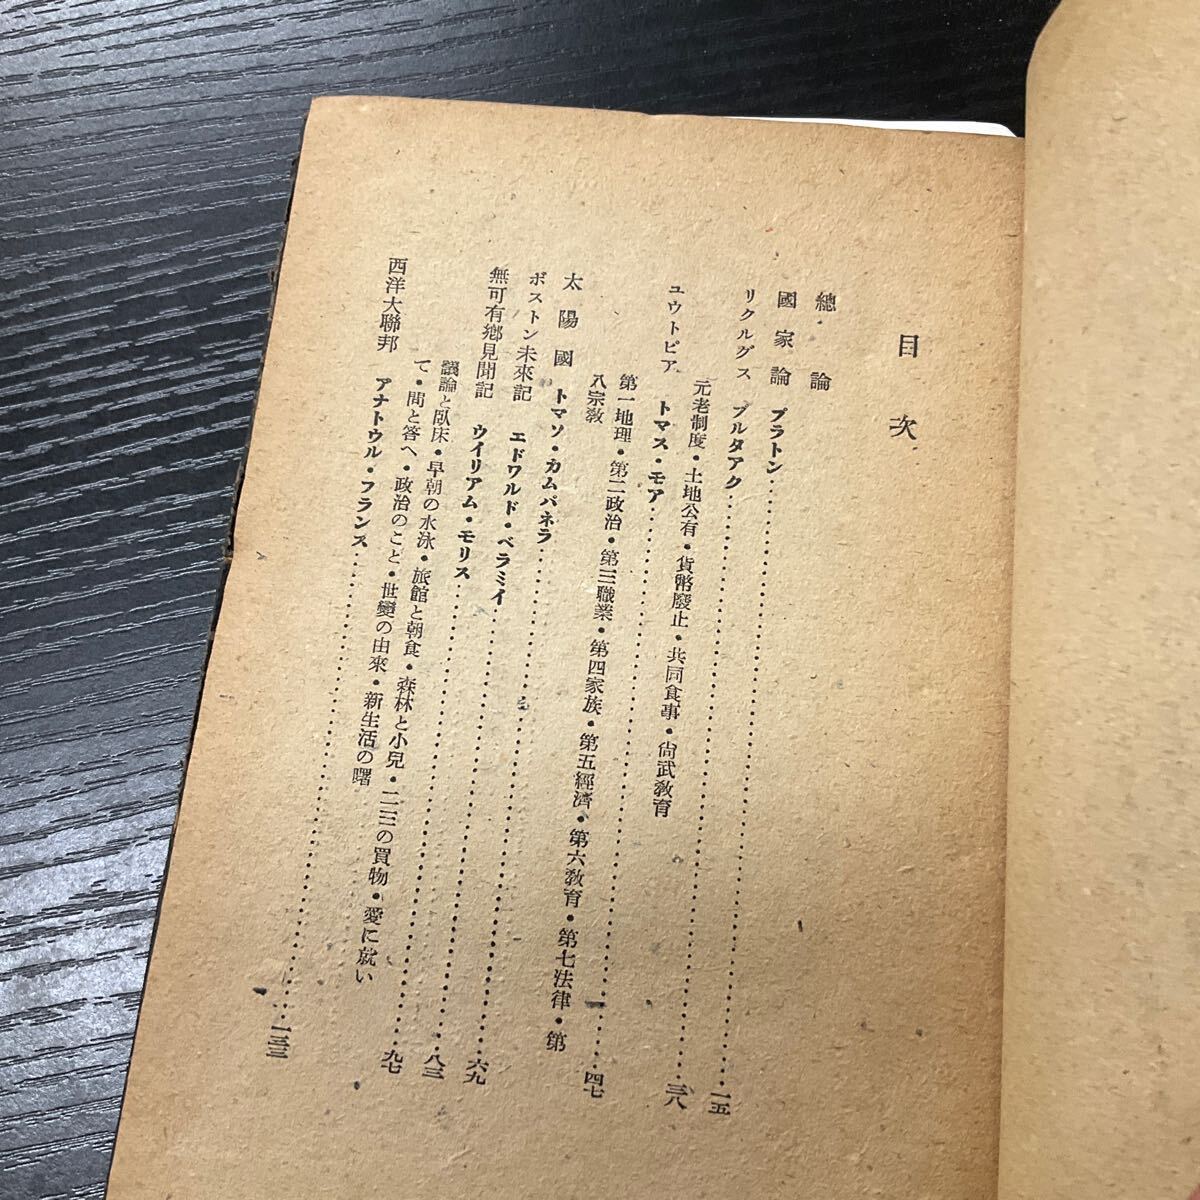 目次
總論
國家論 プラトン……一五
リクルグス プルタアク……三八
元老制度・土地公有・貨幣廢止・共同食事・尙武敎育
ユウトピア トマス・モア……四七
第一地理・第二政治・第三職業・第四家族・第五經濟・第六敎育・第七法律・第
八宗敎
太陽國 トマソ・カムパネラ……六九
ボストン未來記 エドワルド・ベラミイ……八三
無可有鄕見聞記 ウイリアム・モリス……九七
議論と臥床・早朝の水泳・旅館と朝食・森林と小兒・二三の買物・愛に就い
て・問と答へ・政治のこと・世變の由來・新生活の曙
西洋大聯邦 アナトウル・フランス……一三三